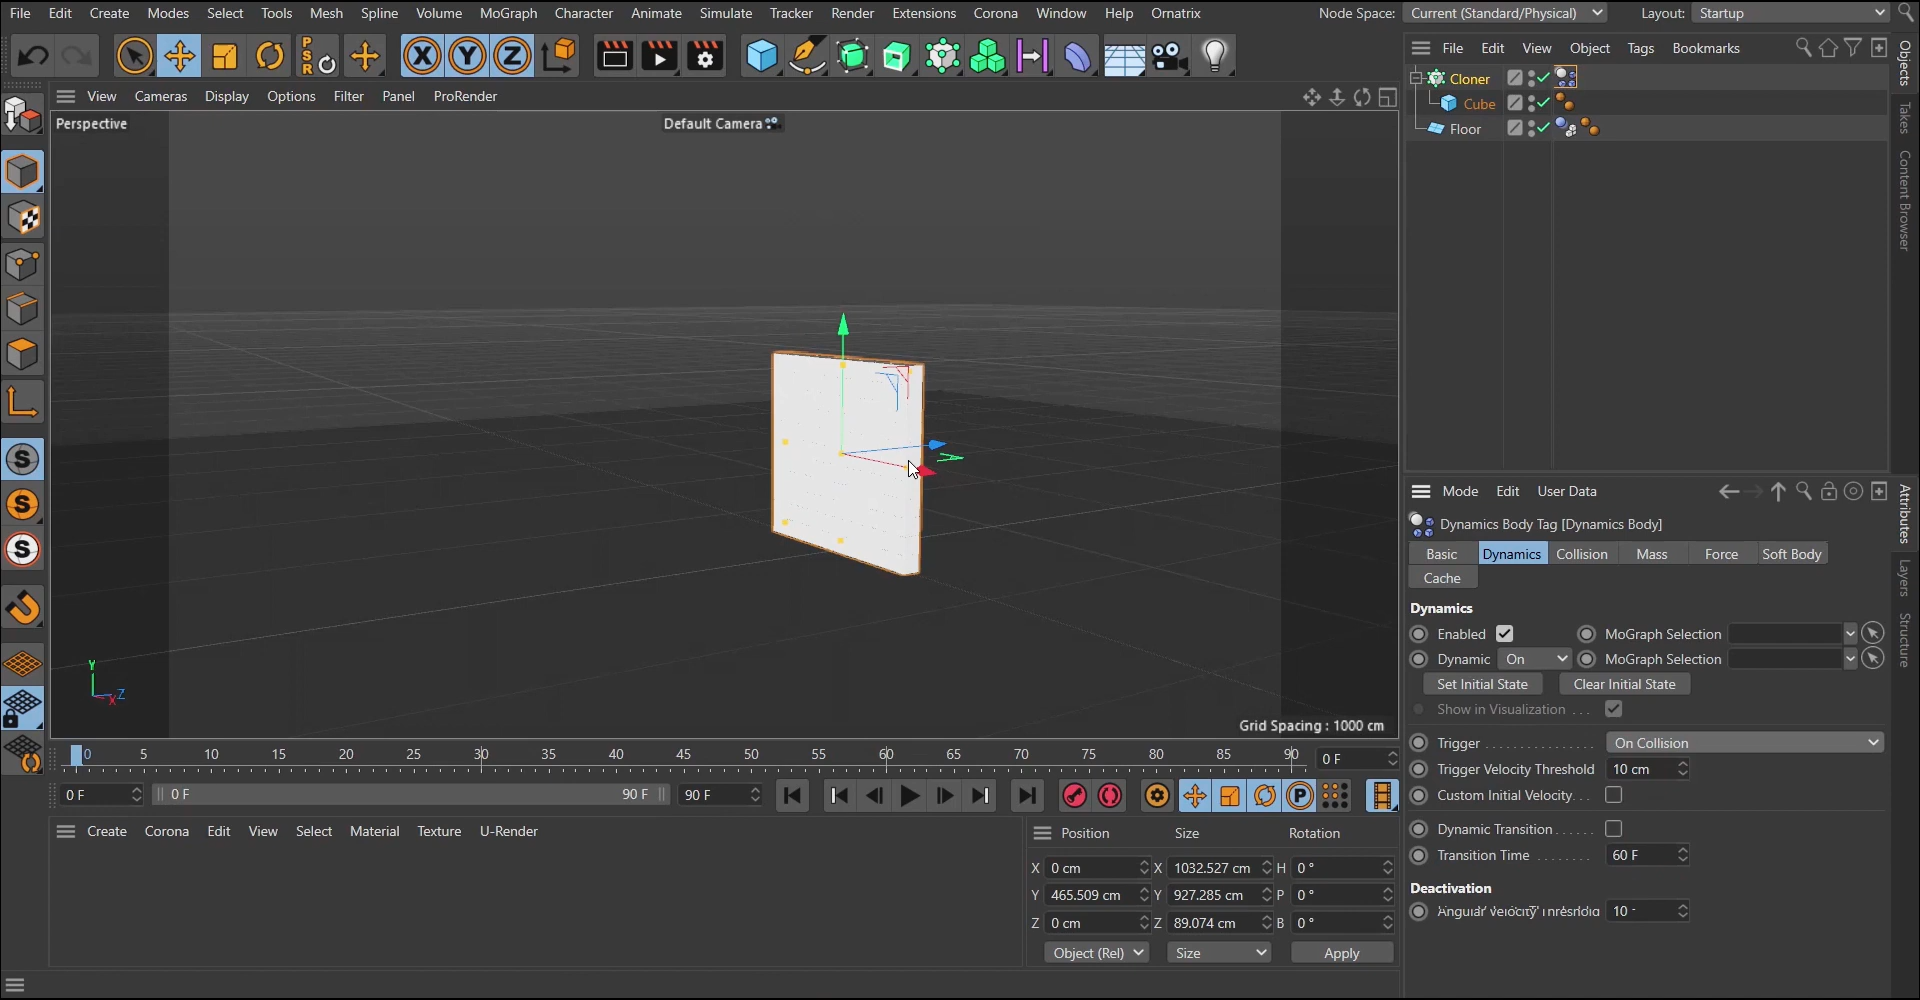 File Edit Create Modes Select Tools Mesh Spline Volume MoGraph Character Animate Simulate Tracker Render Extensions Corona Window Help Ornatrix Node Space: Current (Standard/Physical) Layout: Startup
P
S
R
X Y Z
File Edit View Object Tags Bookmarks
Cloner
Cube
Floor
Objects
Takes
Content Browser
View Cameras Display Options Filter Panel ProRender
Perspective
Default Camera
Y
Z
X
Grid Spacing : 1000 cm
S
S
S
Mode Edit User Data
Attributes
Layers
Structure
Dynamics Body Tag [Dynamics Body]
Basic Dynamics Collision Mass Force Soft Body
Cache
Dynamics
Enabled MoGraph Selection
Dynamic On MoGraph Selection
Set Initial State Clear Initial State
Show in Visualization . . .
Trigger . . . . . . . . . . . . . . . . On Collision
Trigger Velocity Threshold 10 cm
Custom Initial Velocity. . .
Dynamic Transition . . . . . .
Transition Time . . . . . . . . 60 F
Deactivation
Angular Velocity Threshold 10
0 5 10 15 20 25 30 35 40 45 50 55 60 65 70 75 80 85 90 0 F
0 F 0 F 90 F 90 F
P
Create Corona Edit View Select Material Texture U-Render
Position Size Rotation
X 0 cm X 1032.527 cm H 0 °
Y 465.509 cm Y 927.285 cm P 0 °
Z 0 cm Z 89.074 cm B 0 °
Object (Rel) Size Apply